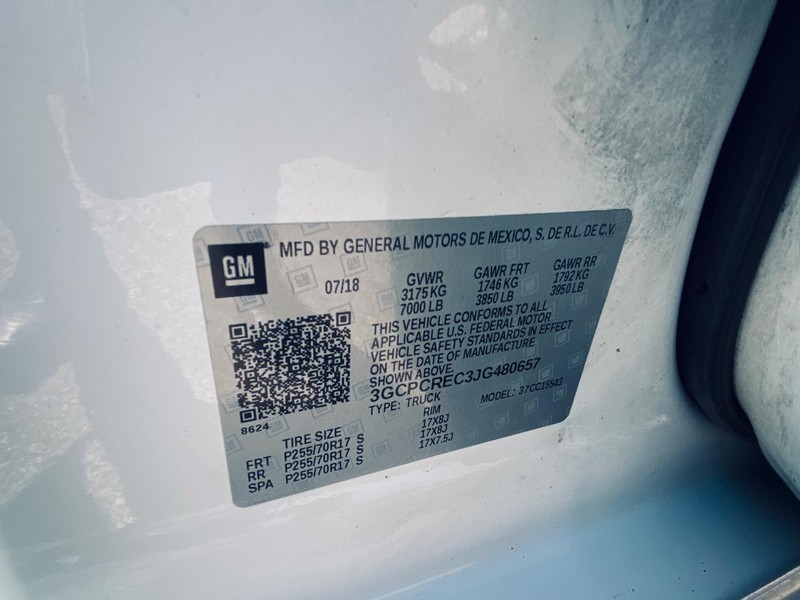 GM
MFD BY GENERAL MOTORS DE MEXICO, S. DE R.L. DE C.V.
07/18
GVWR
3175 KG
7000 LB
GAWR FRT
1746 KG
3850 LB
GAWR RR
1792 KG
3950 LB
THIS VEHICLE CONFORMS TO ALL
APPLICABLE U.S. FEDERAL MOTOR
VEHICLE SAFETY STANDARDS IN EFFECT
ON THE DATE OF MANUFACTURE
SHOWN ABOVE.
3GCPCREC3JG480657
TYPE: TRUCK
MODEL: 37CC15543
8624
TIRE SIZE RIM
FRT P255/70R17 S 17X8J
RR P255/70R17 S 17X8J
SPA P255/70R17 S 17X7.5J